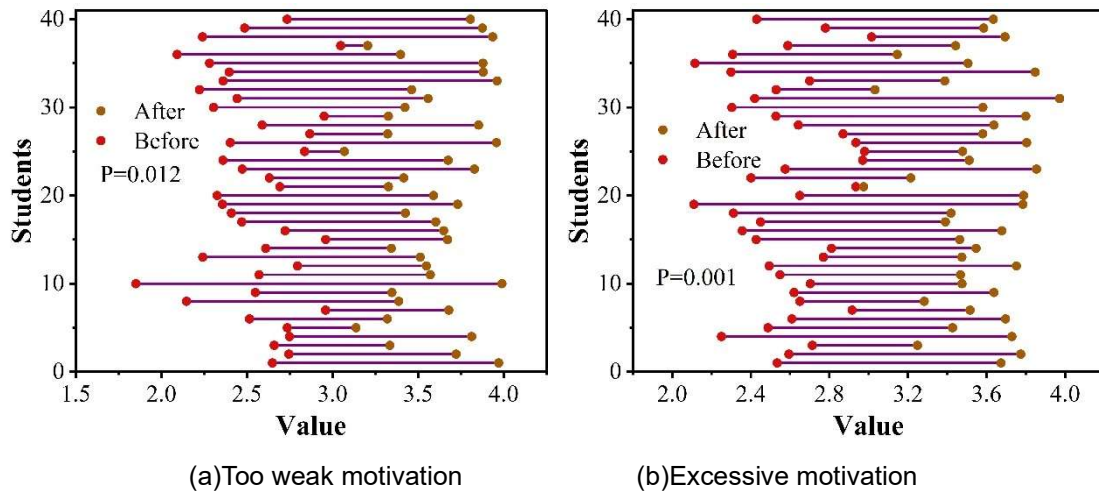 40
30
20
10
0
Students
After
Before
P=0.012
1.5 2.0 2.5 3.0 3.5 4.0
Value
(a)Too weak motivation
40
30
20
10
0
Students
After
Before
P=0.001
2.0 2.4 2.8 3.2 3.6 4.0
Value
(b)Excessive motivation